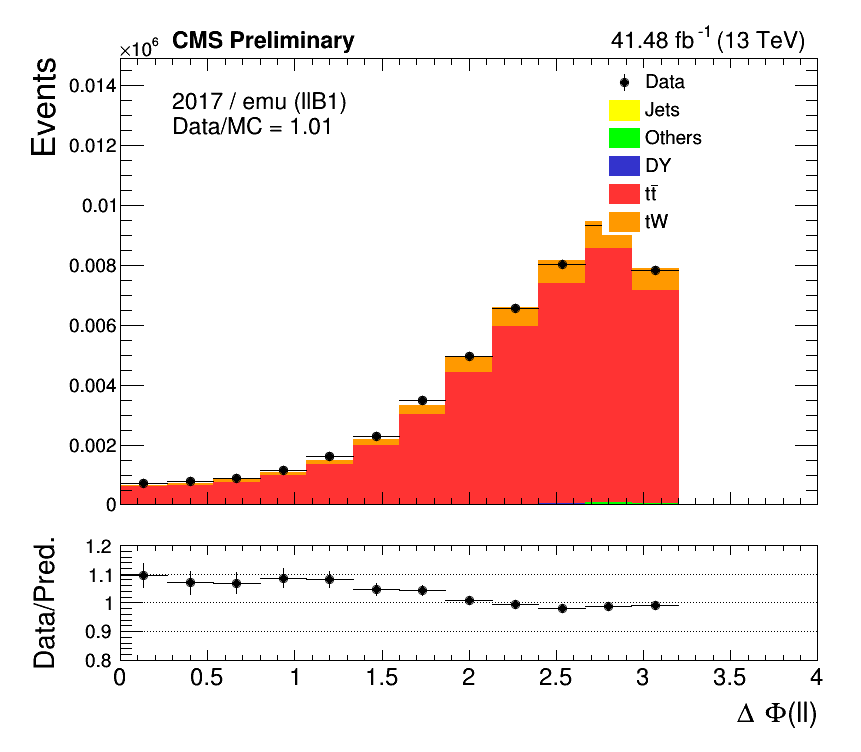 ×10⁶ CMS Preliminary 41.48 fb⁻¹ (13 TeV)
Events
0.014
0.012
0.01
0.008
0.006
0.004
0.002
0
2017 / emu (llB1)
Data/MC = 1.01
Data
Jets
Others
DY
tt̄
tW
Data/Pred.
1.2
1.1
1
0.9
0.8
0 0.5 1 1.5 2 2.5 3 3.5 4
Δ Φ(ll)